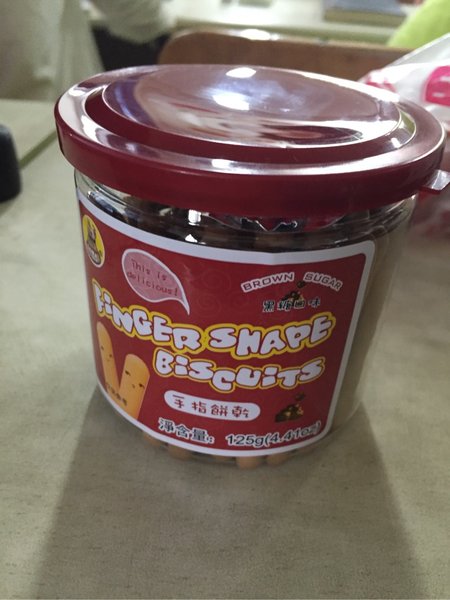 This is
delicious!
BROWN SUGAR
黑糖風味
FINGER SHAPE
BISCUITS
手指餅乾
淨含量: 125g(4.41oz)